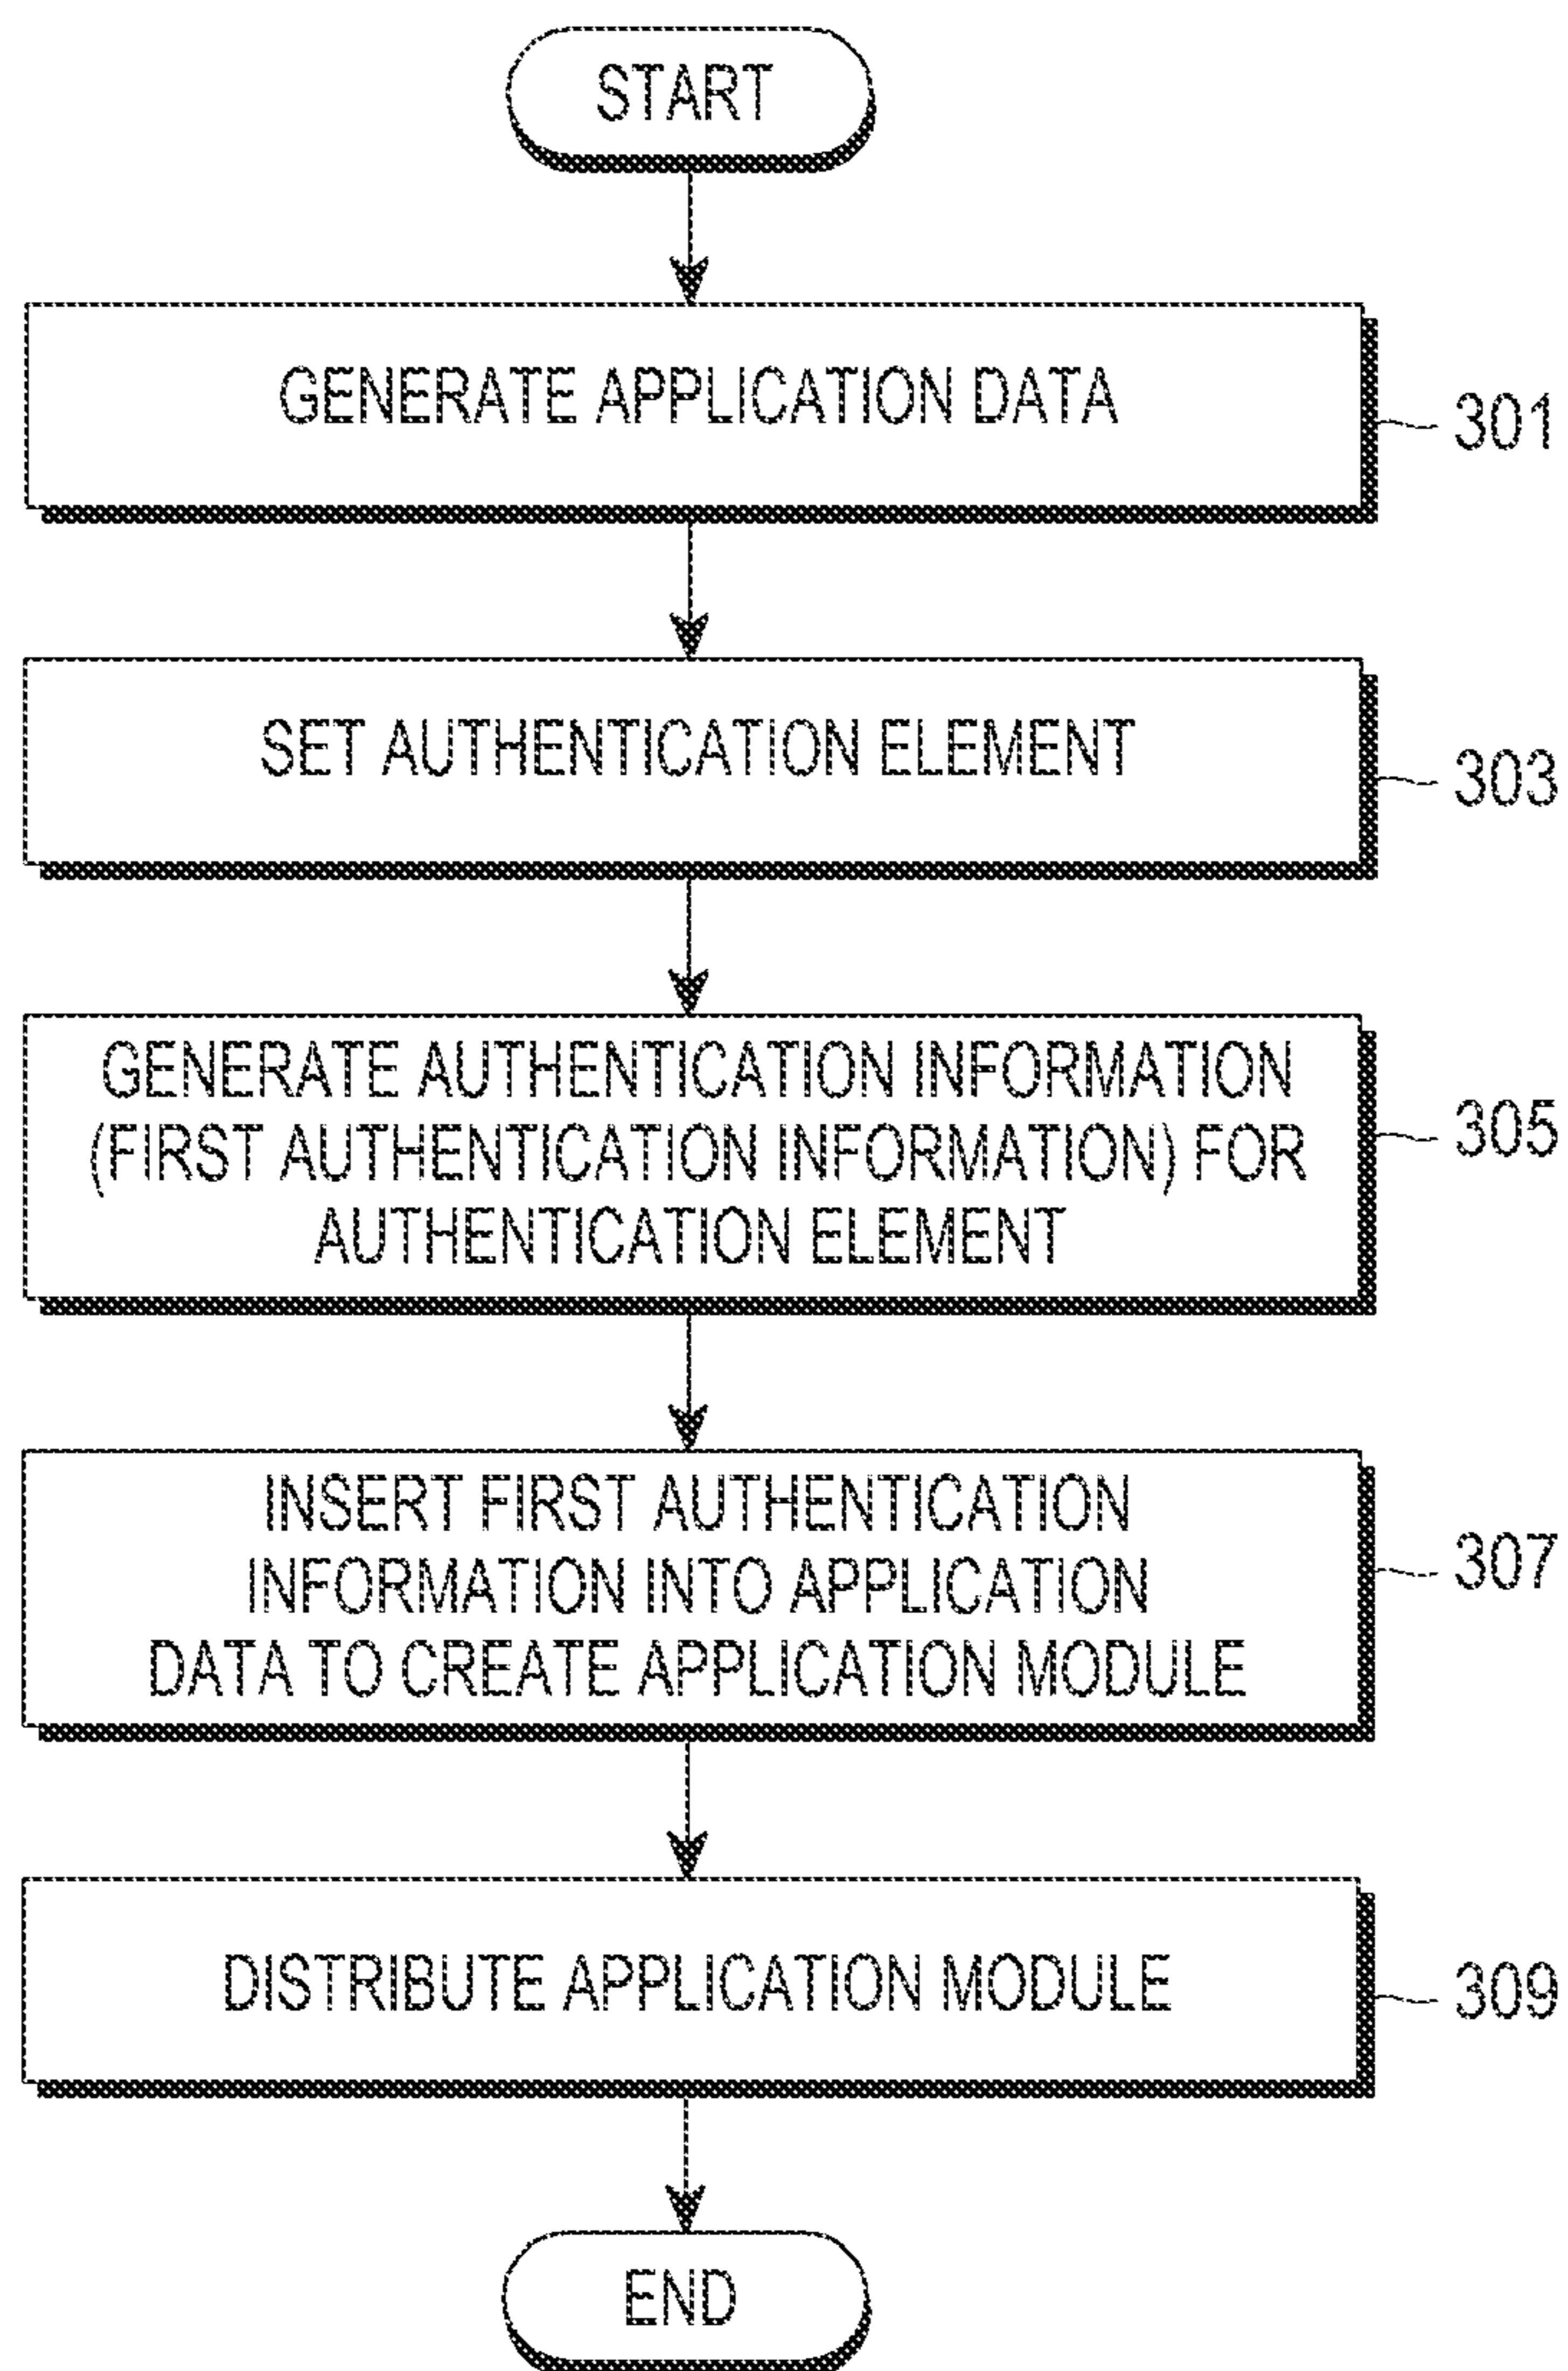 START
GENERATE APPLICATION DATA
301
SET AUTHENTICATION ELEMENT
303
GENERATE AUTHENTICATION INFORMATION
(FIRST AUTHENTICATION INFORMATION) FOR
AUTHENTICATION ELEMENT
305
INSERT FIRST AUTHENTICATION
INFORMATION INTO APPLICATION
DATA TO CREATE APPLICATION MODULE
307
DISTRIBUTE APPLICATION MODULE
309
END